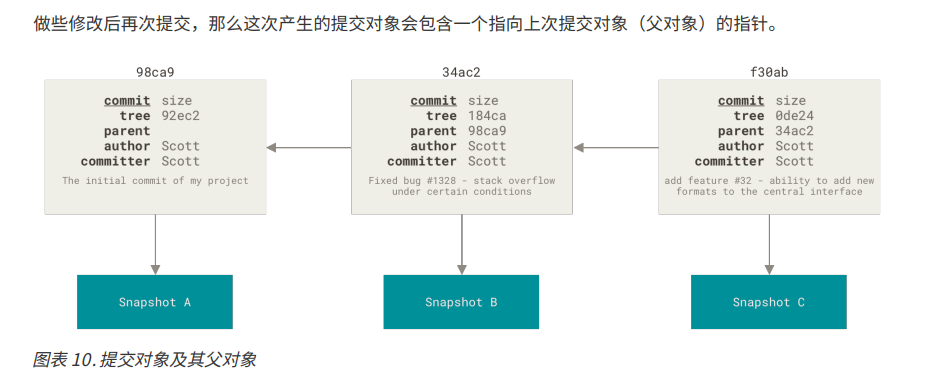 做些修改后再次提交，那么这次产生的提交对象会包含一个指向上次提交对象（父对象）的指针。
98ca9
commit size
tree 92ec2
parent
author Scott
committer Scott
The initial commit of my project
Snapshot A
34ac2
commit size
tree 184ca
parent 98ca9
author Scott
committer Scott
Fixed bug #1328 - stack overflow
under certain conditions
Snapshot B
f30ab
commit size
tree 0de24
parent 34ac2
author Scott
committer Scott
add feature #32 - ability to add new
formats to the central interface
Snapshot C
图表 10. 提交对象及其父对象